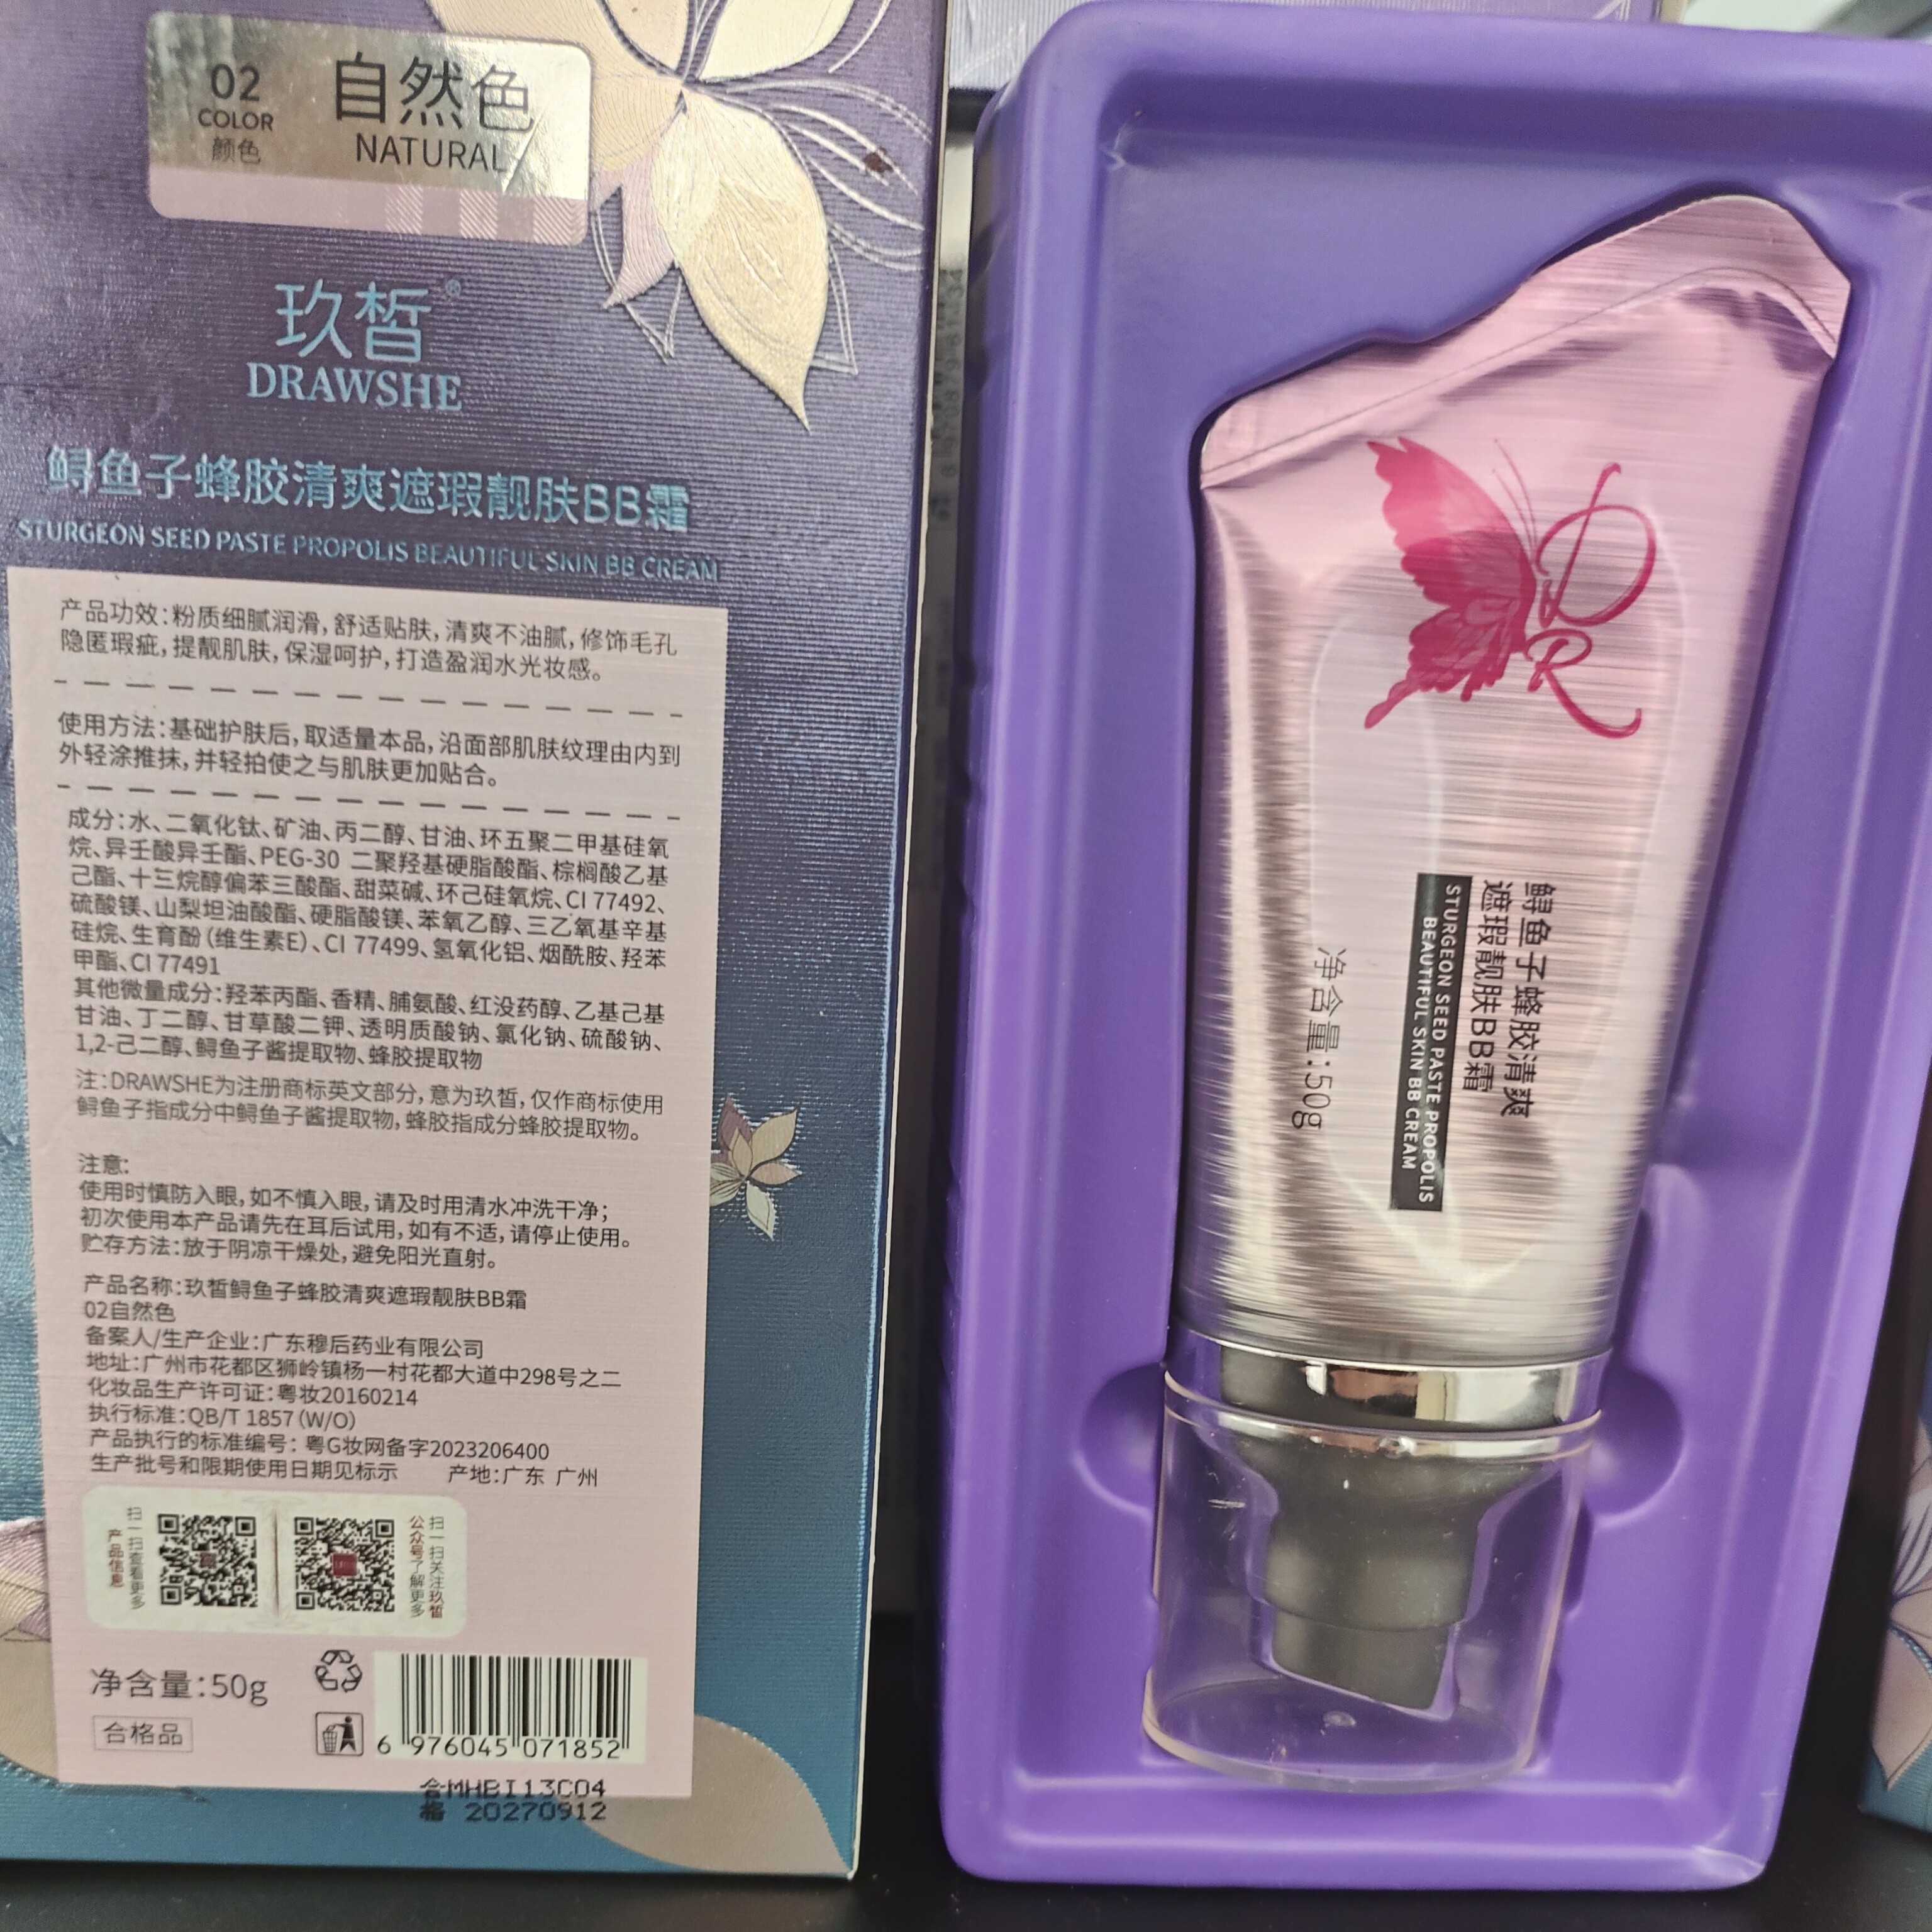 02
COLOR
颜色
自然色
NATURAL
玖皙®
DRAWSHE
鲟鱼子蜂胶清爽遮瑕靓肤BB霜
STURGEON SEED PASTE PROPOLIS BEAUTIFUL SKIN BB CREAM
产品功效:粉质细腻润滑,舒适贴肤,清爽不油腻,修饰毛孔
隐匿瑕疵,提靓肌肤,保湿呵护,打造盈润水光妆感。
使用方法:基础护肤后,取适量本品,沿面部肌肤纹理由内到
外轻涂推抹,并轻拍使之与肌肤更加贴合。
成分:水、二氧化钛、矿油、丙二醇、甘油、环五聚二甲基硅氧
烷、异壬酸异壬酯、PEG-30 二聚羟基硬脂酸酯、棕榈酸乙基
己酯、十三烷醇偏苯三酸酯、甜菜碱、环己硅氧烷、CI 77492、
硫酸镁、山梨坦油酸酯、硬脂酸镁、苯氧乙醇、三乙氧基辛基
硅烷、生育酚(维生素E)、CI 77499、氢氧化铝、烟酰胺、羟苯
甲酯、CI 77491
其他微量成分:羟苯丙酯、香精、脯氨酸、红没药醇、乙基己基
甘油、丁二醇、甘草酸二钾、透明质酸钠、氯化钠、硫酸钠、
1,2-己二醇、鲟鱼子酱提取物、蜂胶提取物
注:DRAWSHE为注册商标英文部分,意为玖皙,仅作商标使用
鲟鱼子指成分中鲟鱼子酱提取物,蜂胶指成分蜂胶提取物。
注意:
使用时慎防入眼,如不慎入眼,请及时用清水冲洗干净;
初次使用本产品请先在耳后试用,如有不适,请停止使用。
贮存方法:放于阴凉干燥处,避免阳光直射。
产品名称:玖皙鲟鱼子蜂胶清爽遮瑕靓肤BB霜
02自然色
备案人/生产企业:广东穆后药业有限公司
地址:广州市花都区狮岭镇杨一村花都大道中298号之二
化妆品生产许可证:粤妆20160214
执行标准:QB/T 1857(W/O)
产品执行的标准编号:粤G妆网备字2023206400
生产批号和限期使用日期见标示 产地:广东 广州
扫一扫查看更多
产品信息
扫一扫关注玖皙
公众号了解更多
净含量:50g
合格品
6 976045 071852
合MHBI13C04
格 20270912
DR
鲟鱼子蜂胶清爽
遮瑕靓肤BB霜
STURGEON SEED PASTE PROPOLIS
BEAUTIFUL SKIN BB CREAM
净含量:50g